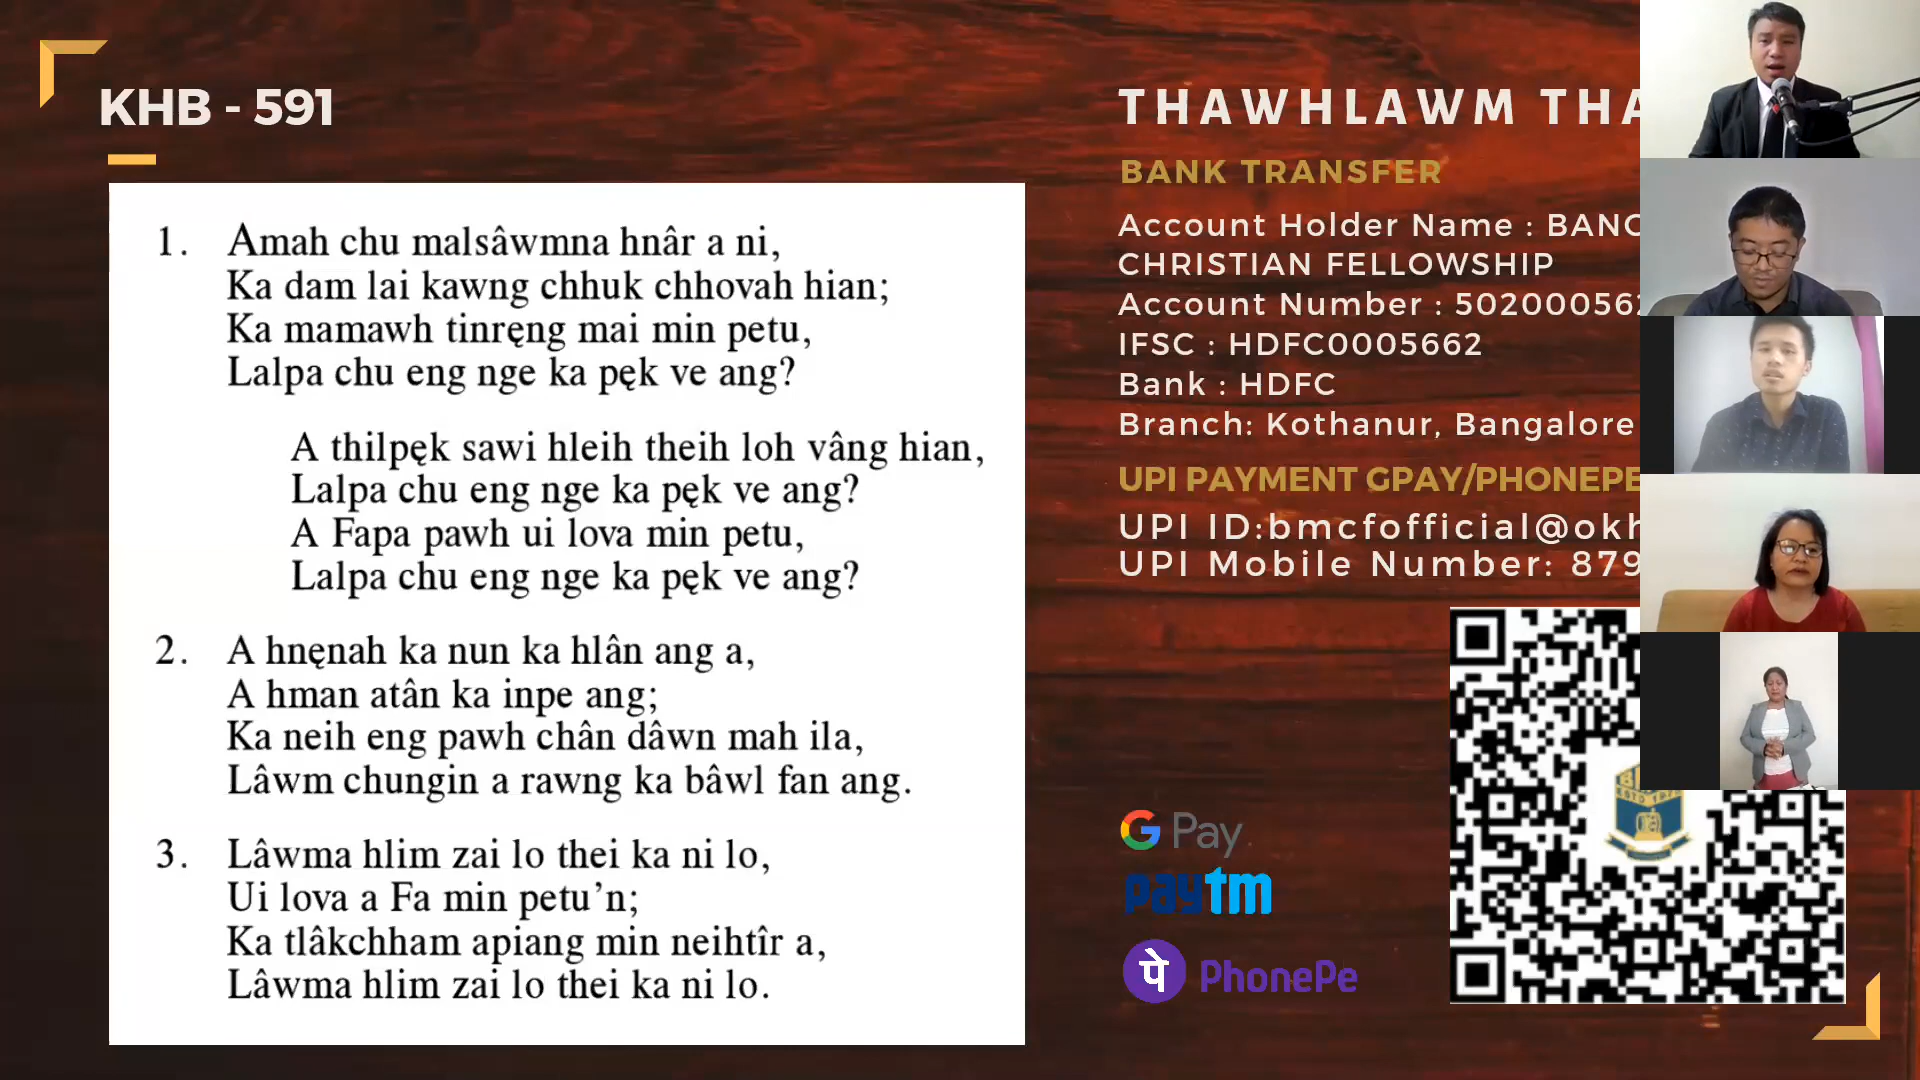 KHB - 591
1. Amah chu malsâwmna hnâr a ni,
Ka dam lai kawng chhuk chhovah hian;
Ka mamawh tinręng mai min petu,
Lalpa chu eng nge ka pęk ve ang?
A thilpęk sawi hleih theih loh vâng hian,
Lalpa chu eng nge ka pęk ve ang?
A Fapa pawh ui lova min petu,
Lalpa chu eng nge ka pęk ve ang?
2. A hnęnah ka nun ka hlân ang a,
A hman atân ka inpe ang;
Ka neih eng pawh chân dâwn mah ila,
Lâwm chungin a rawng ka bâwl fan ang.
3. Lâwma hlim zai lo thei ka ni lo,
Ui lova a Fa min petu’n;
Ka tlâkchham apiang min neihtîr a,
Lâwma hlim zai lo thei ka ni lo.
THAWHLAWM
BANK TRANSFER
Account Holder Name :
CHRISTIAN FELLOWSHIP
Account Number :
IFSC : HDFC0005662
Bank : HDFC
Branch: Kothanur, Bangalore
UPI PAYMENT GPAY/PHONEPE
UPI ID:
UPI Mobile Number:
G Pay
paytm
पे PhonePe